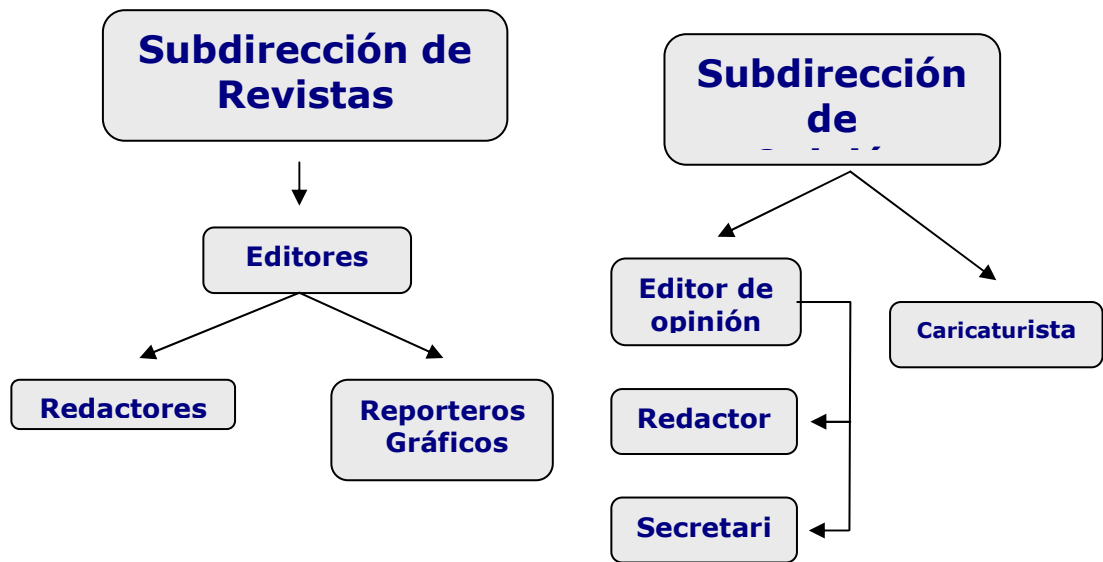 Subdirección de
Revistas
Editores
Redactores
Reporteros
Gráficos
Subdirección
de
Editor de
opinión
Caricaturista
Redactor
Secretari